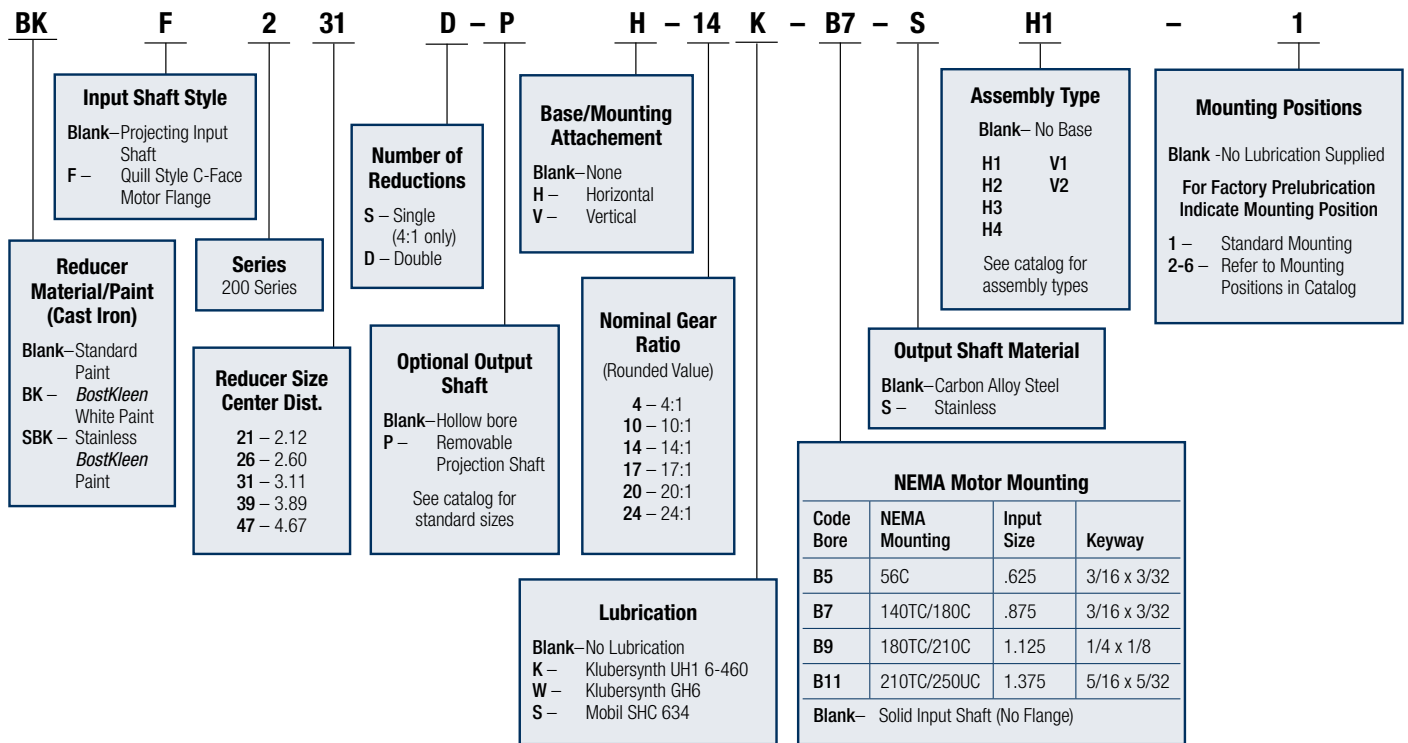 BK F 2 31 D – P H – 14 K – B7 – S H1 – 1
Input Shaft Style
Blank–Projecting Input
Shaft
F – Quill Style C-Face
Motor Flange
Reducer
Material/Paint
(Cast Iron)
Blank–Standard
Paint
BK – BostKleen
White Paint
SBK – Stainless
BostKleen
Paint
Series
200 Series
Reducer Size
Center Dist.
21 – 2.12
26 – 2.60
31 – 3.11
39 – 3.89
47 – 4.67
Number of
Reductions
S – Single
(4:1 only)
D – Double
Optional Output
Shaft
Blank–Hollow bore
P – Removable
Projection Shaft
See catalog for
standard sizes
Base/Mounting
Attachement
Blank–None
H – Horizontal
V – Vertical
Nominal Gear
Ratio
(Rounded Value)
4 – 4:1
10 – 10:1
14 – 14:1
17 – 17:1
20 – 20:1
24 – 24:1
Lubrication
Blank–No Lubrication
K – Klubersynth UH1 6-460
W – Klubersynth GH6
S – Mobil SHC 634
Assembly Type
Blank– No Base
H1 V1
H2 V2
H3
H4
See catalog for
assembly types
Mounting Positions
Blank -No Lubrication Supplied
For Factory Prelubrication
Indicate Mounting Position
1 – Standard Mounting
2-6 – Refer to Mounting
Positions in Catalog
Output Shaft Material
Blank–Carbon Alloy Steel
S – Stainless
NEMA Motor Mounting
Code Bore NEMA Mounting Input Size Keyway
B5 56C .625 3/16 x 3/32
B7 140TC/180C .875 3/16 x 3/32
B9 180TC/210C 1.125 1/4 x 1/8
B11 210TC/250UC 1.375 5/16 x 5/32
Blank– Solid Input Shaft (No Flange)